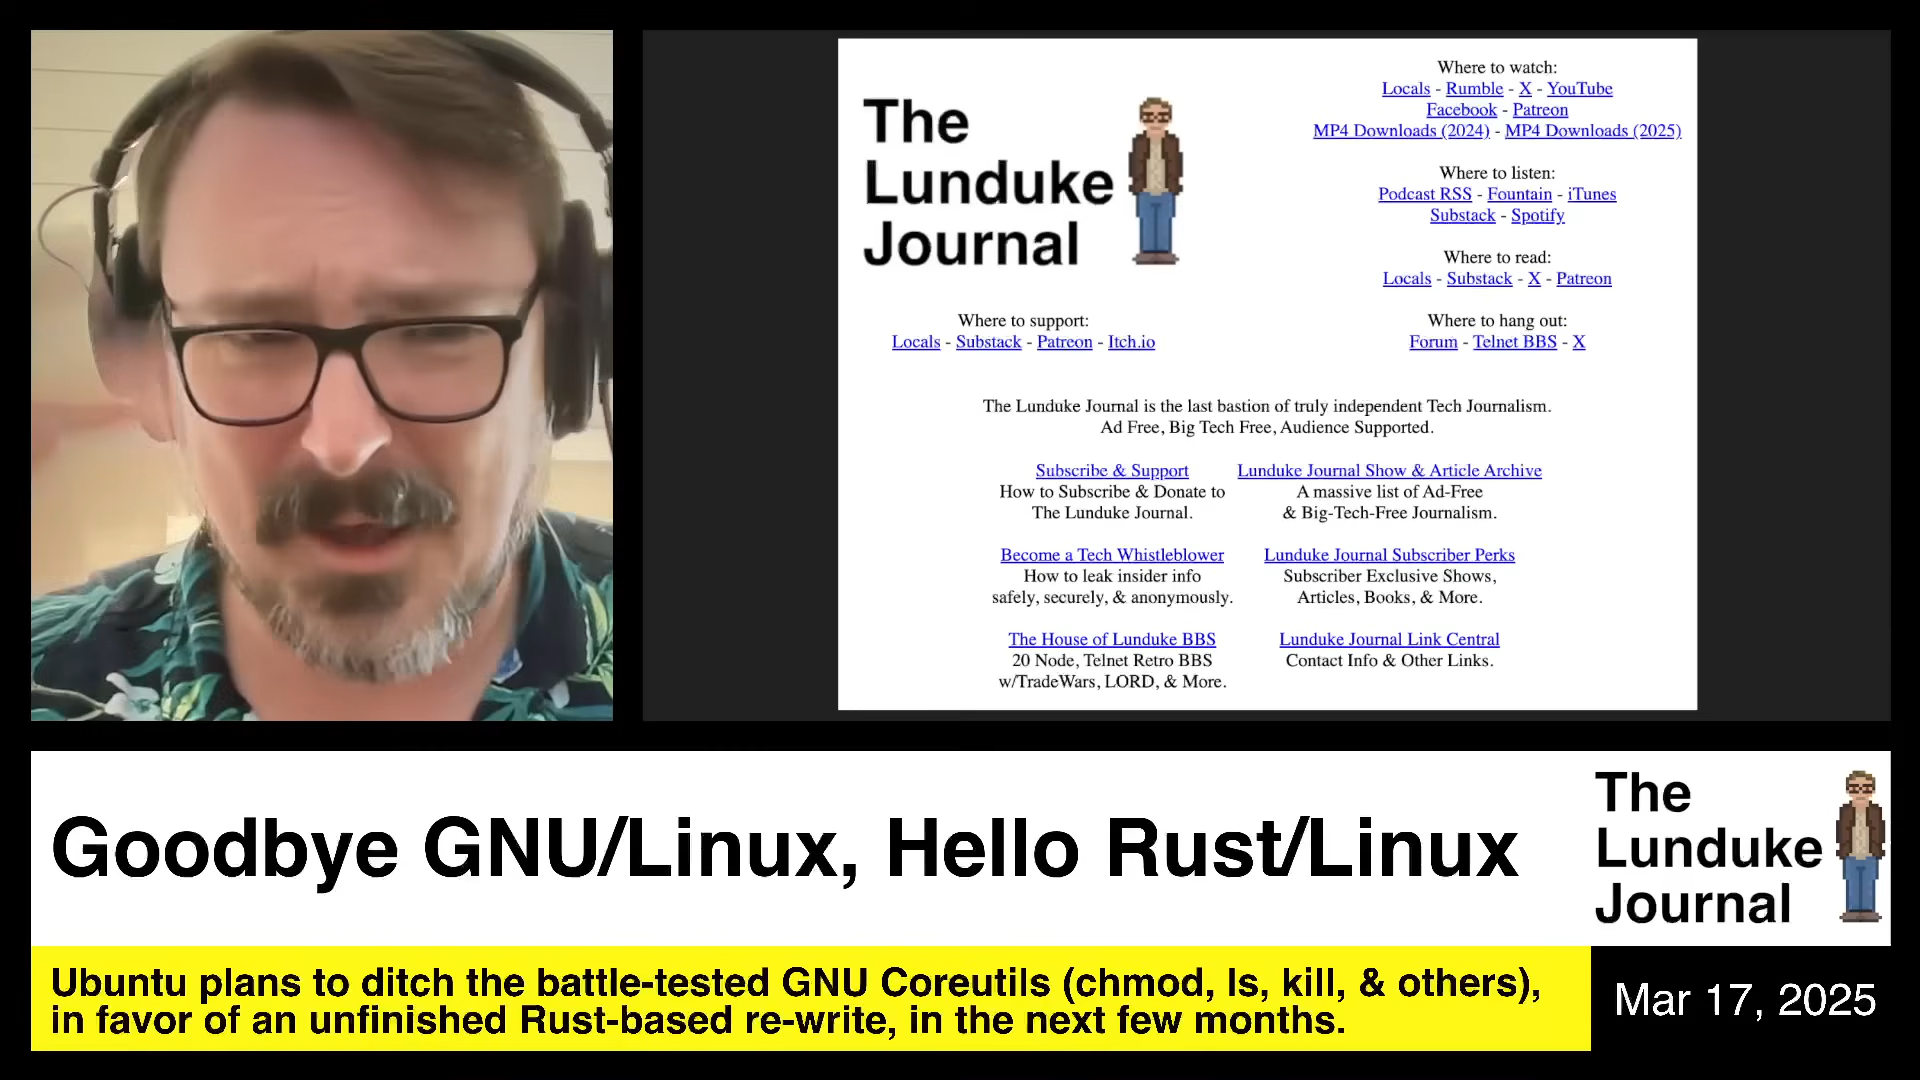 The
Lunduke
Journal
Where to support:
Locals - Substack - Patreon - Itch.io
Where to watch:
Locals - Rumble - X - YouTube
Facebook - Patreon
MP4 Downloads (2024) - MP4 Downloads (2025)
Where to listen:
Podcast RSS - Fountain - iTunes
Substack - Spotify
Where to read:
Locals - Substack - X - Patreon
Where to hang out:
Forum - Telnet BBS - X
The Lunduke Journal is the last bastion of truly independent Tech Journalism.
Ad Free, Big Tech Free, Audience Supported.
Subscribe & Support
How to Subscribe & Donate to
The Lunduke Journal.
Lunduke Journal Show & Article Archive
A massive list of Ad-Free
& Big-Tech-Free Journalism.
Become a Tech Whistleblower
How to leak insider info
safely, securely, & anonymously.
Lunduke Journal Subscriber Perks
Subscriber Exclusive Shows,
Articles, Books, & More.
The House of Lunduke BBS
20 Node, Telnet Retro BBS
w/TradeWars, LORD, & More.
Lunduke Journal Link Central
Contact Info & Other Links.
Goodbye GNU/Linux, Hello Rust/Linux
The
Lunduke
Journal
Ubuntu plans to ditch the battle-tested GNU Coreutils (chmod, ls, kill, & others),
in favor of an unfinished Rust-based re-write, in the next few months.
Mar 17, 2025